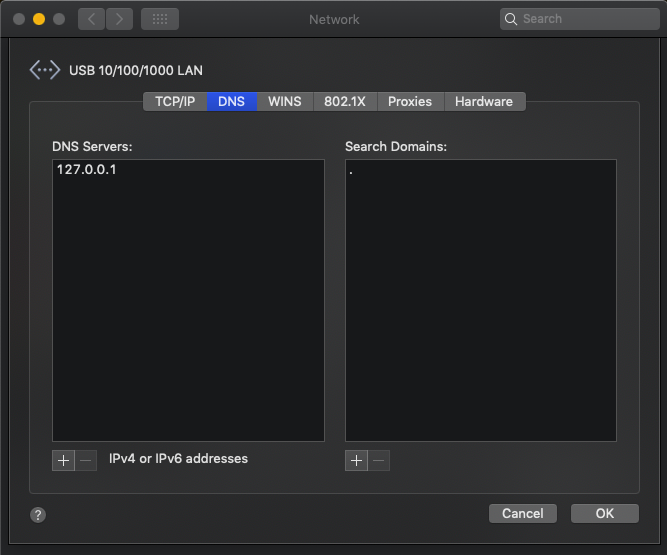 Network
Search
USB 10/100/1000 LAN
TCP/IP DNS WINS 802.1X Proxies Hardware
DNS Servers: Search Domains:
127.0.0.1 .
+ − IPv4 or IPv6 addresses + −
? Cancel OK